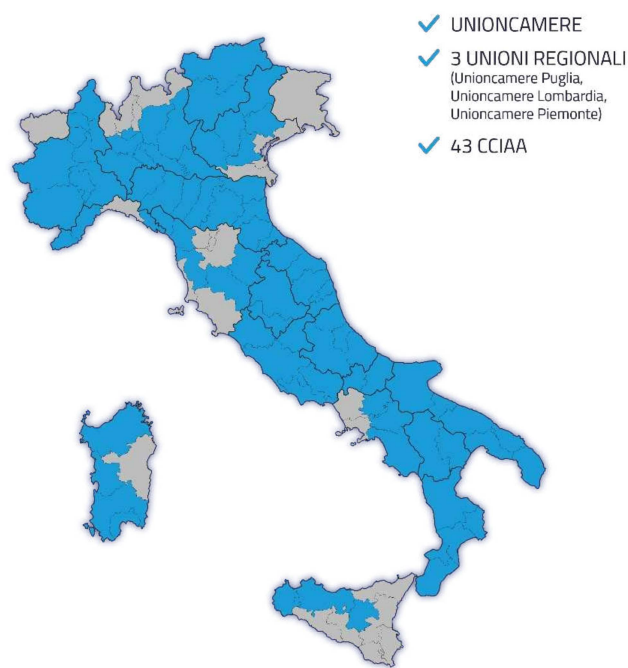 UNIONCAMERE
3 UNIONI REGIONALI
(Unioncamere Puglia,
Unioncamere Lombardia,
Unioncamere Piemonte)
43 CCIAA